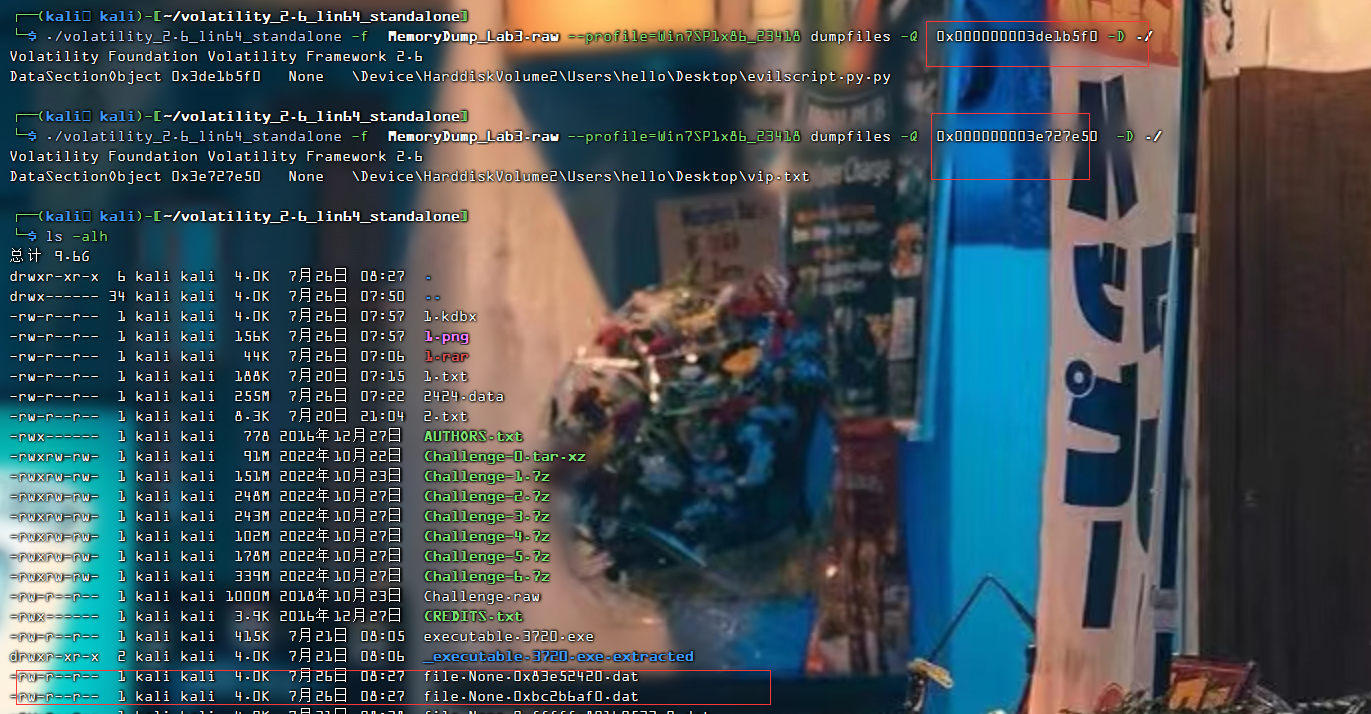 ┌──(kali㉿ kali)-[~/volatility_2.6_lin64_standalone]
└─$ ./volatility_2.6_lin64_standalone -f  MemoryDump_Lab3.raw --profile=Win7SP1x86_23418 dumpfiles -Q  0x000000003de1b5f0 -D ./
Volatility Foundation Volatility Framework 2.6
DataSectionObject 0x3de1b5f0   None   \Device\HarddiskVolume2\Users\hello\Desktop\evilscript.py.py
┌──(kali㉿ kali)-[~/volatility_2.6_lin64_standalone]
└─$ ./volatility_2.6_lin64_standalone -f  MemoryDump_Lab3.raw --profile=Win7SP1x86_23418 dumpfiles -Q  0x000000003e727e50  -D ./
Volatility Foundation Volatility Framework 2.6
DataSectionObject 0x3e727e50   None   \Device\HarddiskVolume2\Users\hello\Desktop\vip.txt
┌──(kali㉿ kali)-[~/volatility_2.6_lin64_standalone]
└─$ ls -alh
总计 9.6G
drwxr-xr-x  6 kali kali  4.0K  7月26日 08:27  .
drwx------ 34 kali kali  4.0K  7月26日 07:50  ..
-rw-r--r--  1 kali kali  4.0K  7月26日 07:57  1.kdbx
-rw-r--r--  1 kali kali  156K  7月26日 07:57  1.png
-rw-r--r--  1 kali kali   44K  7月26日 07:06  1.rar
-rw-r--r--  1 kali kali  188K  7月20日 07:15  1.txt
-rw-r--r--  1 kali kali  255M  7月26日 07:22  2424.data
-rw-r--r--  1 kali kali  8.3K  7月20日 21:04  2.txt
-rwx------  1 kali kali   778 2016年12月27日  AUTHORS.txt
-rwxrw-rw-  1 kali kali   91M 2022年10月22日  Challenge-0.tar.xz
-rwxrw-rw-  1 kali kali  151M 2022年10月23日  Challenge-1.7z
-rwxrw-rw-  1 kali kali  248M 2022年10月27日  Challenge-2.7z
-rwxrw-rw-  1 kali kali  243M 2022年10月27日  Challenge-3.7z
-rwxrw-rw-  1 kali kali  102M 2022年10月27日  Challenge-4.7z
-rwxrw-rw-  1 kali kali  178M 2022年10月27日  Challenge-5.7z
-rwxrw-rw-  1 kali kali  339M 2022年10月27日  Challenge-6.7z
-rw-r--r--  1 kali kali 1000M 2018年10月23日  Challenge.raw
-rwx------  1 kali kali  3.9K 2016年12月27日  CREDITS.txt
-rw-r--r--  1 kali kali  415K  7月21日 08:05  executable.3720.exe
drwxr-xr-x  2 kali kali  4.0K  7月21日 08:06  _executable.3720.exe.extracted
-rw-r--r--  1 kali kali  4.0K  7月26日 08:27  file.None.0x83e52420.dat
-rw-r--r--  1 kali kali  4.0K  7月26日 08:27  file.None.0xbc2b6af0.dat